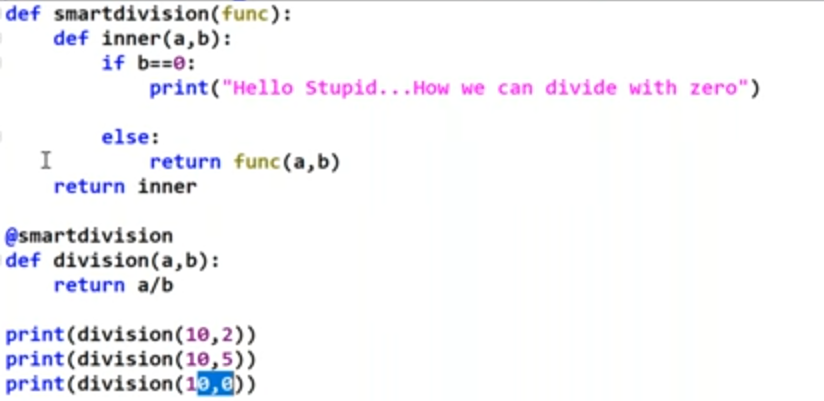 def smartdivision(func):
    def inner(a,b):
        if b==0:
            print("Hello Stupid...How we can divide with zero")
        else:
            return func(a,b)
    return inner
@smartdivision
def division(a,b):
    return a/b
print(division(10,2))
print(division(10,5))
print(division(10,0))